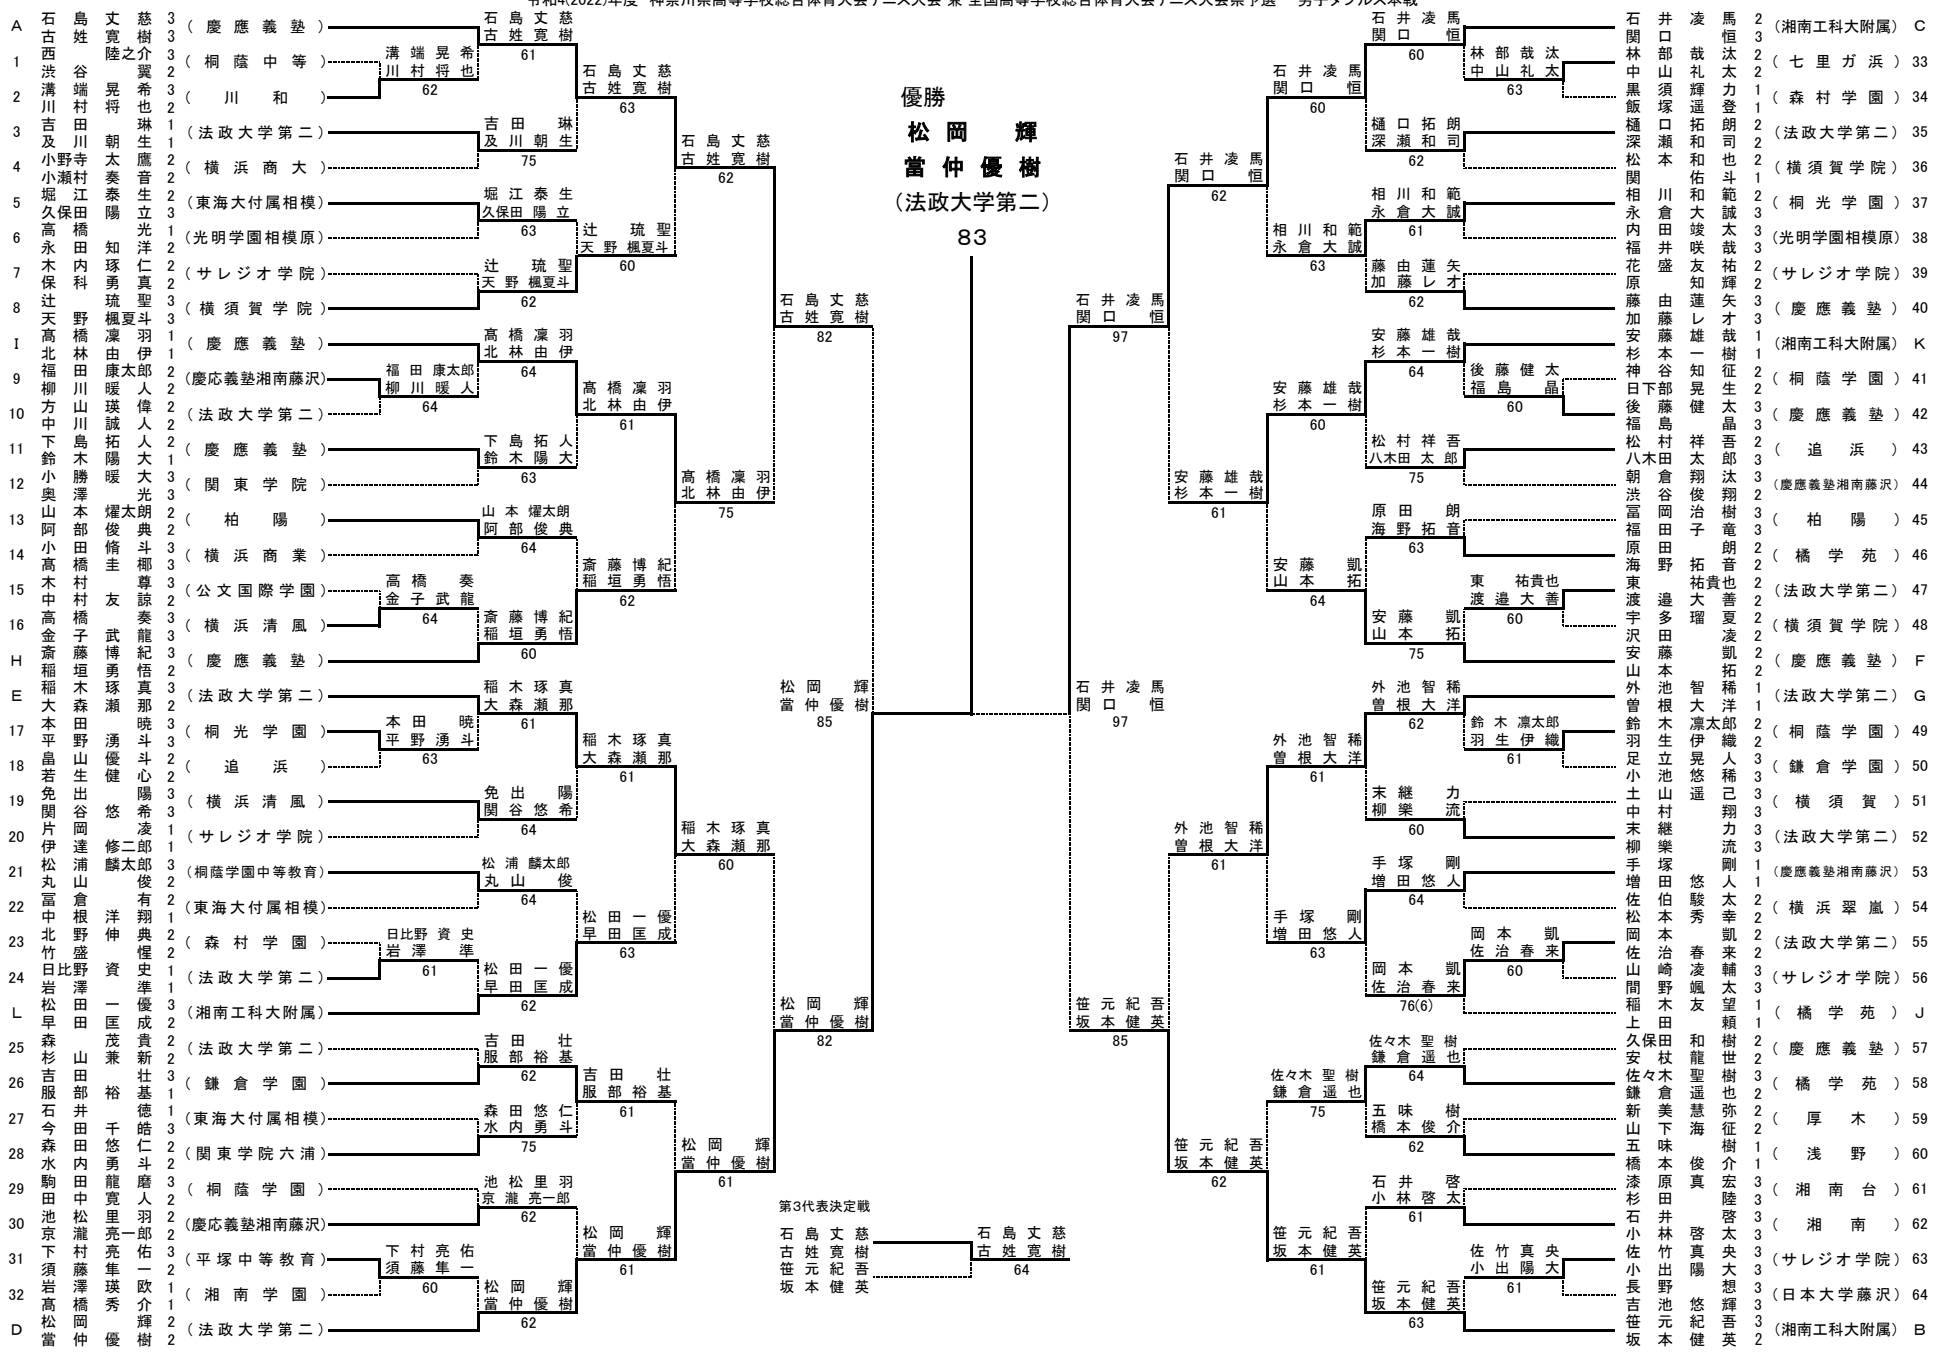 令和4(2022)年度 神奈川県高等学校総合体育大会テニス大会 兼 全国高等学校総合体育大会テニス大会県予選 男子ダブルス本戦
A 石島丈慈 3 古姓寛樹 3 (慶應義塾)
1 西陸之介 3 渋谷翼 2 (桐蔭中等)
2 溝端晃希 3 川村将也 2 (川和)
3 吉田琳 1 及川朝生 1 (法政大学第二)
4 小野寺太鷹 2 小瀬村奏音 2 (横浜商大)
5 堀江泰生 2 久保田陽立 3 (東海大付属相模)
6 高橋光 1 永田知洋 2 (光明学園相模原)
7 木内琢仁 2 保科勇真 2 (サレジオ学院)
8 辻琉聖 3 天野楓夏斗 3 (横須賀学院)
I 髙橋凜羽 1 北林由伊 1 (慶應義塾)
9 福田康太郎 2 柳川暖人 2 (慶応義塾湘南藤沢)
10 方山瑛偉 2 中川誠人 2 (法政大学第二)
11 下島拓人 2 鈴木陽大 1 (慶應義塾)
12 小勝暖大 3 奥澤光 3 (関東学院)
13 山本燿太朗 2 阿部俊典 2 (柏陽)
14 小田脩斗 3 髙橋圭椰 3 (横浜商業)
15 木村尊 3 中村友諒 2 (公文国際学園)
16 高橋奏 3 金子武龍 3 (横浜清風)
H 斎藤博紀 3 稲垣勇悟 2 (慶應義塾)
E 稲木琢真 3 大森瀬那 2 (法政大学第二)
17 本田暁 3 平野湧斗 3 (桐光学園)
18 畠山優斗 2 若生健心 2 (追浜)
19 免出陽 3 関谷悠希 3 (横浜清風)
20 片岡凌 1 伊達修二郎 1 (サレジオ学院)
21 松浦麟太郎 3 丸山俊 2 (桐蔭学園中等教育)
22 冨倉有 2 中根洋翔 1 (東海大付属相模)
23 北野伸典 2 竹盛惺 2 (森村学園)
24 日比野資史 1 岩澤準 1 (法政大学第二)
L 松田一優 3 早田匡成 2 (湘南工科大附属)
25 森茂貴 2 杉山兼新 2 (法政大学第二)
26 吉田壮 3 服部裕基 1 (鎌倉学園)
27 石井徳 1 今田千皓 3 (東海大付属相模)
28 森田悠仁 2 水内勇斗 2 (関東学院六浦)
29 駒田龍磨 3 田中寛人 2 (桐蔭学園)
30 池松里羽 2 京瀧亮一郎 2 (慶応義塾湘南藤沢)
31 下村亮佑 3 須藤隼一 2 (平塚中等教育)
32 岩澤瑛欧 1 髙橋秀介 1 (湘南学園)
D 松岡輝 2 當仲優樹 2 (法政大学第二)
溝端晃希 川村将也 62
福田康太郎 柳川暖人 64
高橋奏 金子武龍 64
本田暁 平野湧斗 63
日比野資史 岩澤準 61
下村亮佑 須藤隼一 60
石島丈慈 古姓寛樹 61
吉田琳 及川朝生 75
堀江泰生 久保田陽立 63
辻琉聖 天野楓夏斗 62
髙橋凜羽 北林由伊 64
下島拓人 鈴木陽大 63
山本燿太朗 阿部俊典 64
斎藤博紀 稲垣勇悟 60
稲木琢真 大森瀬那 61
免出陽 関谷悠希 64
松浦麟太郎 丸山俊 64
松田一優 早田匡成 62
吉田壮 服部裕基 62
森田悠仁 水内勇斗 75
池松里羽 京瀧亮一郎 62
松岡輝 當仲優樹 62
石島丈慈 古姓寛樹 63
辻琉聖 天野楓夏斗 60
髙橋凜羽 北林由伊 61
斎藤博紀 稲垣勇悟 62
稲木琢真 大森瀬那 61
松田一優 早田匡成 63
吉田壮 服部裕基 61
松岡輝 當仲優樹 61
石島丈慈 古姓寛樹 62
髙橋凜羽 北林由伊 75
稲木琢真 大森瀬那 60
松岡輝 當仲優樹 61
石島丈慈 古姓寛樹 82
松岡輝 當仲優樹 82
松岡輝 當仲優樹 85
優勝
松岡 輝
當仲優樹
(法政大学第二)
83
第3代表決定戦
石島丈慈 古姓寛樹
笹元紀吾 坂本健英
石島丈慈 古姓寛樹 64
石井凌馬 関口恒 97
石井凌馬 関口恒 97
笹元紀吾 坂本健英 85
石井凌馬 関口恒 62
安藤雄哉 杉本一樹 61
外池智稀 曽根大洋 61
笹元紀吾 坂本健英 62
石井凌馬 関口恒 60
相川和範 永倉大誠 63
安藤雄哉 杉本一樹 60
安藤凱 山本拓 64
外池智稀 曽根大洋 61
手塚剛 増田悠人 63
佐々木聖樹 鎌倉遥也 75
笹元紀吾 坂本健英 61
石井凌馬 関口恒 60
樋口拓朗 深瀬和司 62
相川和範 永倉大誠 61
藤由蓮矢 加藤レオ 62
安藤雄哉 杉本一樹 64
松村祥吾 八木田太郎 75
原田朗 海野拓音 63
安藤凱 山本拓 75
外池智稀 曽根大洋 62
末継力 柳樂流 60
手塚剛 増田悠人 64
岡本凱 佐治春来 76(6)
佐々木聖樹 鎌倉遥也 64
五味樹 橋本俊介 62
石井啓 小林啓太 61
笹元紀吾 坂本健英 63
林部哉汰 中山礼太 63
後藤健太 福島晶 60
東祐貴也 渡邉大善 60
鈴木凛太郎 羽生伊織 61
岡本凱 佐治春来 60
佐竹真央 小出陽大 61
石井凌馬 2 関口恒 3 (湘南工科大附属) C
林部哉汰 2 中山礼太 2 (七里ガ浜) 33
黒須輝力 1 飯塚遥登 1 (森村学園) 34
樋口拓朗 2 深瀬和司 2 (法政大学第二) 35
松本和也 2 関佑斗 1 (横須賀学院) 36
相川和範 2 永倉大誠 3 (桐光学園) 37
内田竣太 3 福井咲哉 3 (光明学園相模原) 38
花盛友祐 2 原知輝 2 (サレジオ学院) 39
藤由蓮矢 3 加藤レオ 3 (慶應義塾) 40
安藤雄哉 1 杉本一樹 1 (湘南工科大附属) K
神谷知征 2 日下部晃生 2 (桐蔭学園) 41
後藤健太 3 福島晶 3 (慶應義塾) 42
松村祥吾 2 八木田太郎 3 (追浜) 43
朝倉翔汰 3 渋谷俊翔 2 (慶應義塾湘南藤沢) 44
冨岡治樹 3 福田子竜 3 (柏陽) 45
原田朗 2 海野拓音 2 (橘学苑) 46
東祐貴也 2 渡邉大善 2 (法政大学第二) 47
宇多瑠夏 2 沢田凌 2 (横須賀学院) 48
安藤凱 2 山本拓 2 (慶應義塾) F
外池智稀 1 曽根大洋 1 (法政大学第二) G
鈴木凛太郎 2 羽生伊織 2 (桐蔭学園) 49
足立晃人 3 小池悠稀 3 (鎌倉学園) 50
土山遥己 3 中村翔 3 (横須賀) 51
末継力 3 柳樂流 3 (法政大学第二) 52
手塚剛 1 増田悠人 1 (慶應義塾湘南藤沢) 53
佐伯駿太 2 松本秀幸 2 (横浜翠嵐) 54
岡本凱 2 佐治春来 2 (法政大学第二) 55
山崎凌輔 3 間野颯太 3 (サレジオ学院) 56
稲木友望 1 上田頼 1 (橘学苑) J
久保田和樹 2 安杖龍世 2 (慶應義塾) 57
佐々木聖樹 3 鎌倉遥也 2 (橘学苑) 58
新美慧弥 2 山下海征 2 (厚木) 59
五味樹 1 橋本俊介 1 (浅野) 60
漆原真宏 3 杉田陸 3 (湘南台) 61
石井啓 3 小林啓太 3 (湘南) 62
佐竹真央 3 小出陽大 3 (サレジオ学院) 63
長野想 3 吉池悠輝 3 (日本大学藤沢) 64
笹元紀吾 3 坂本健英 2 (湘南工科大附属) B